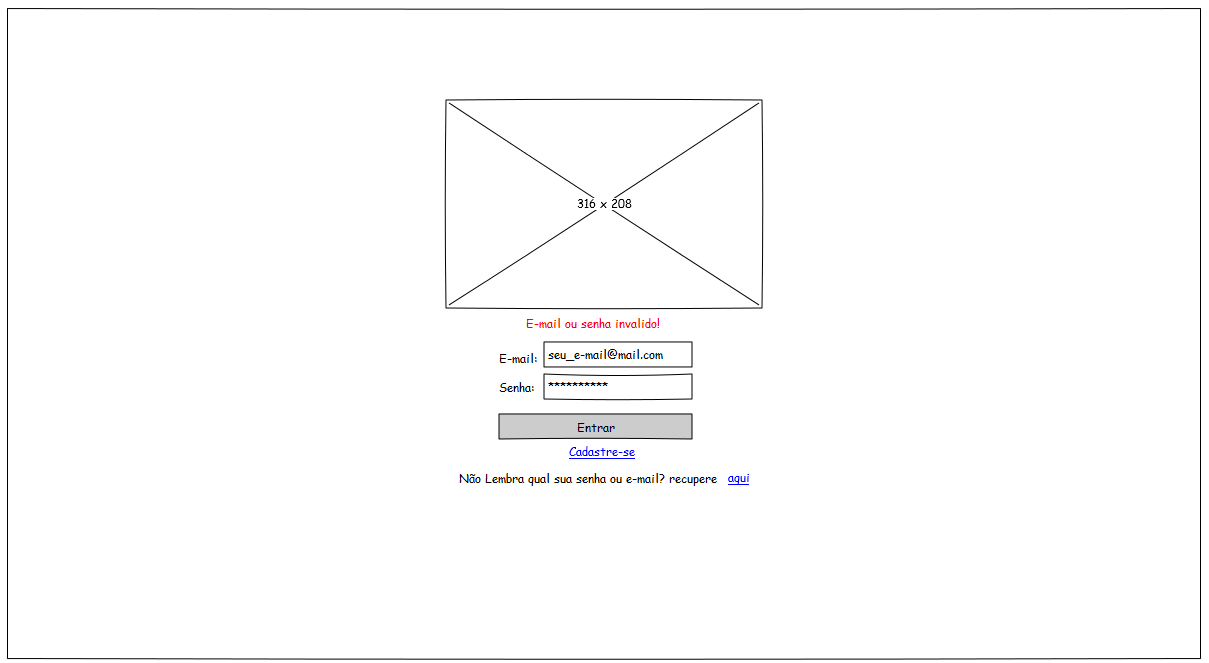 316 x 208
E-mail ou senha invalido!
E-mail: seu_e-mail@mail.com
Senha: **********
Entrar
Cadastre-se
Não Lembra qual sua senha ou e-mail? recupere aqui